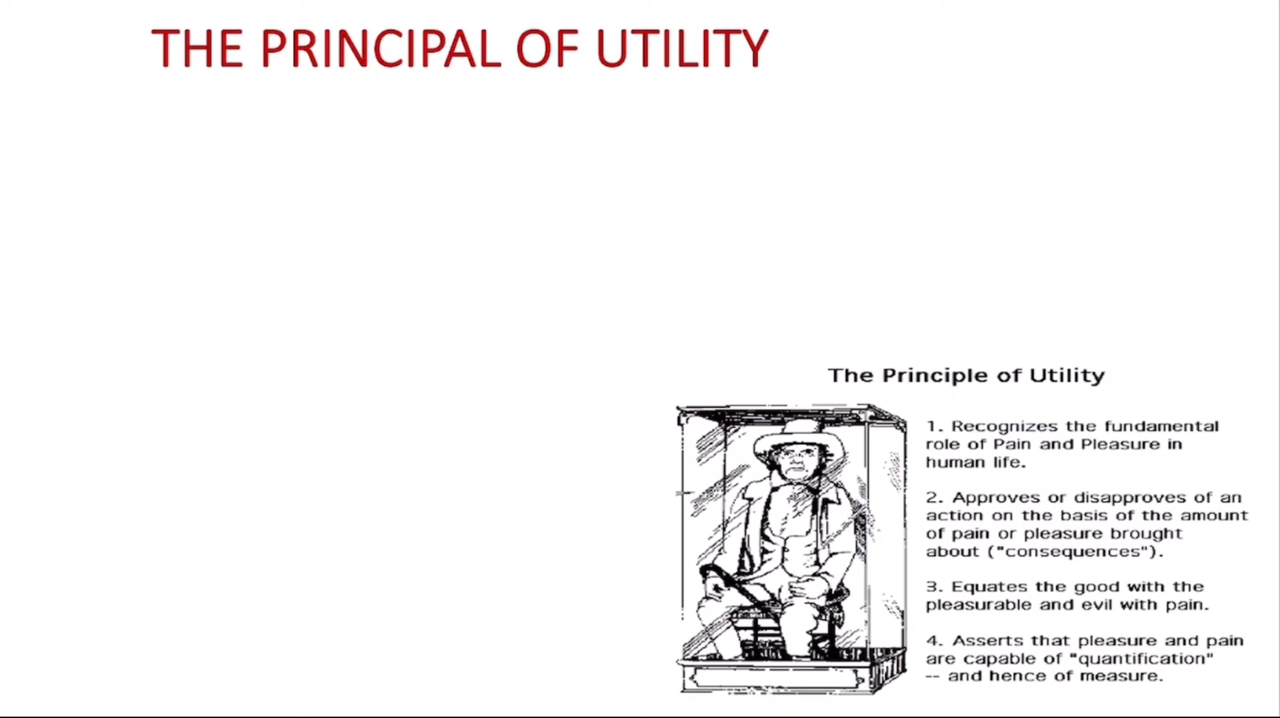 THE PRINCIPAL OF UTILITY
The Principle of Utility
1. Recognizes the fundamental
role of Pain and Pleasure in
human life.
2. Approves or disapproves of an
action on the basis of the amount
of pain or pleasure brought
about ("consequences").
3. Equates the good with the
pleasurable and evil with pain.
4. Asserts that pleasure and pain
are capable of "quantification"
-- and hence of measure.